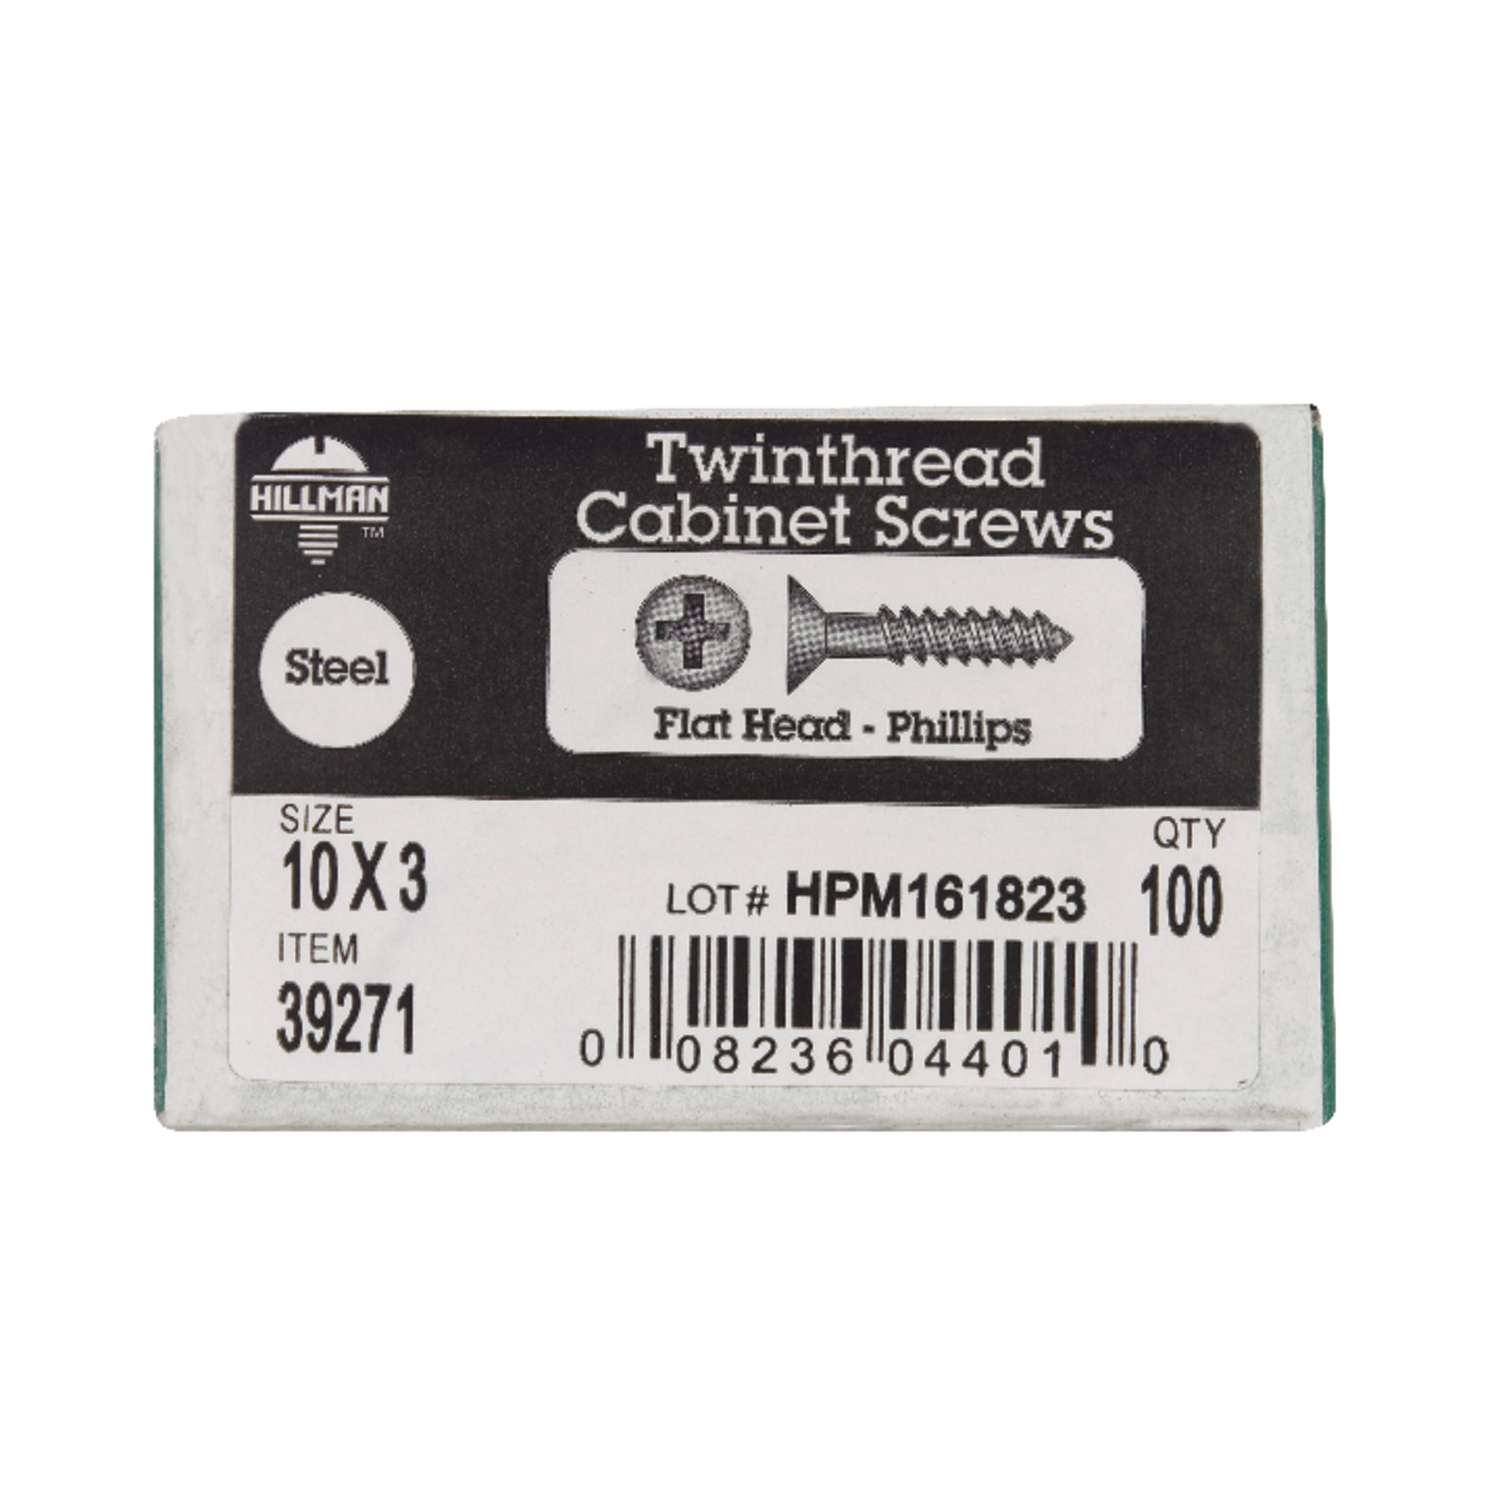 HILLMAN
™
Twinthread
Cabinet Screws
Steel
Flat Head - Phillips
SIZE
10 X 3
QTY
100
LOT# HPM161823
ITEM
39271
0 08236 04401 0